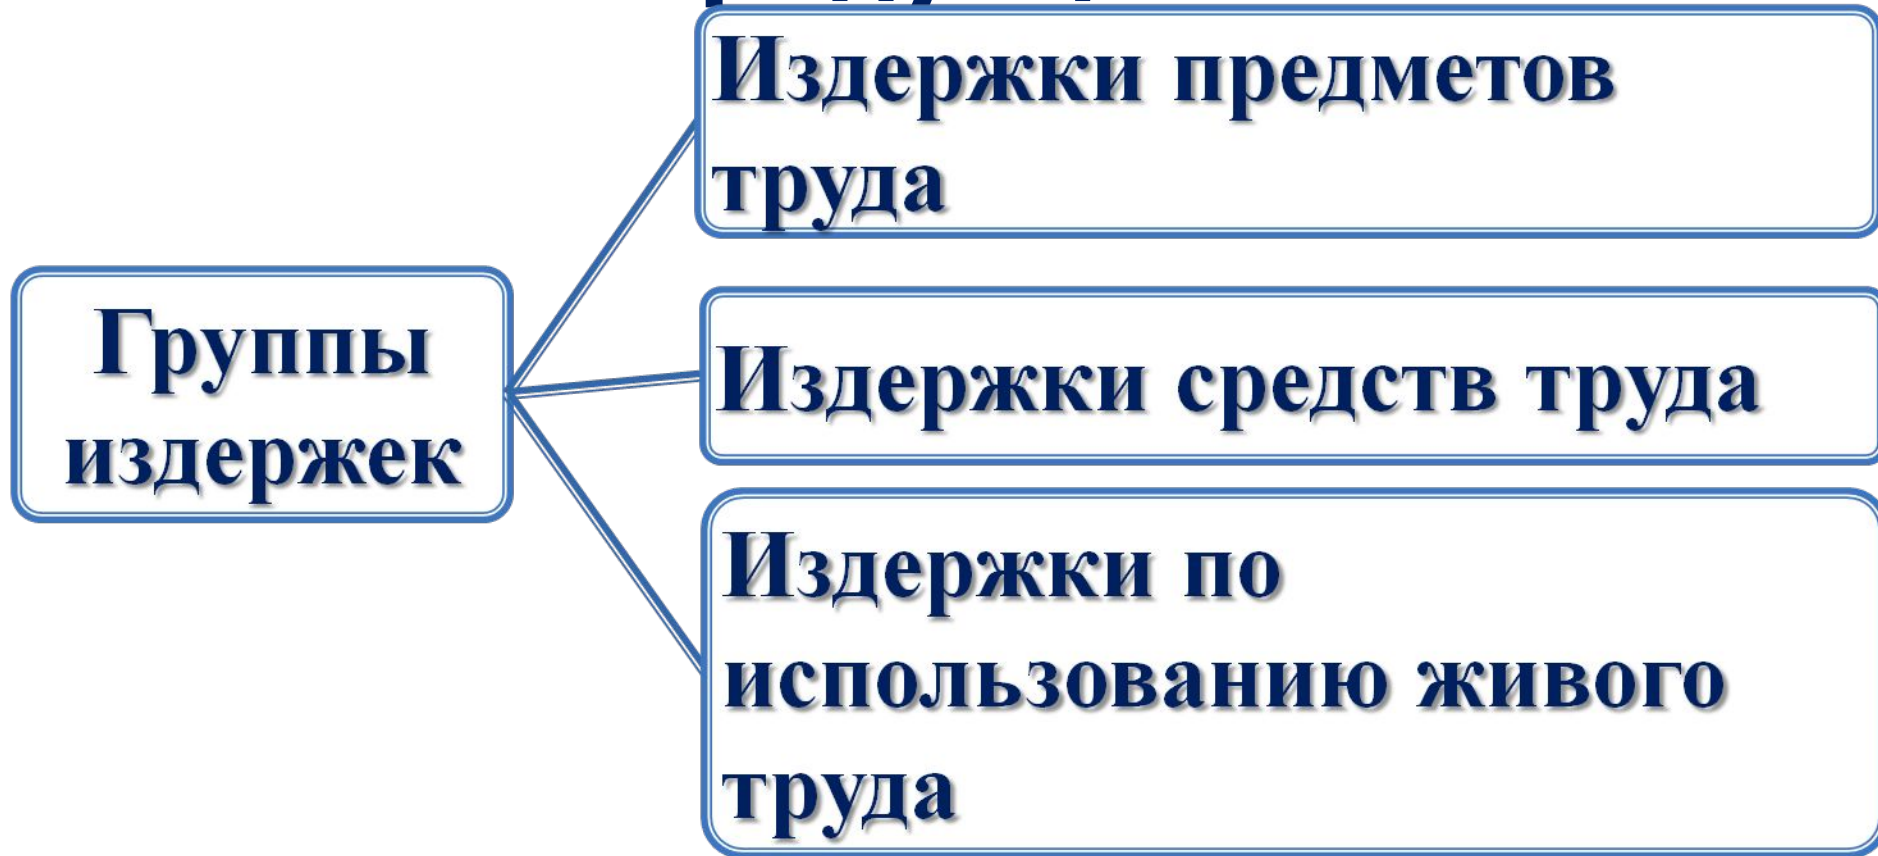 Издержки предметов
труда
Группы
издержек
Издержки средств труда
Издержки по
использованию живого
труда